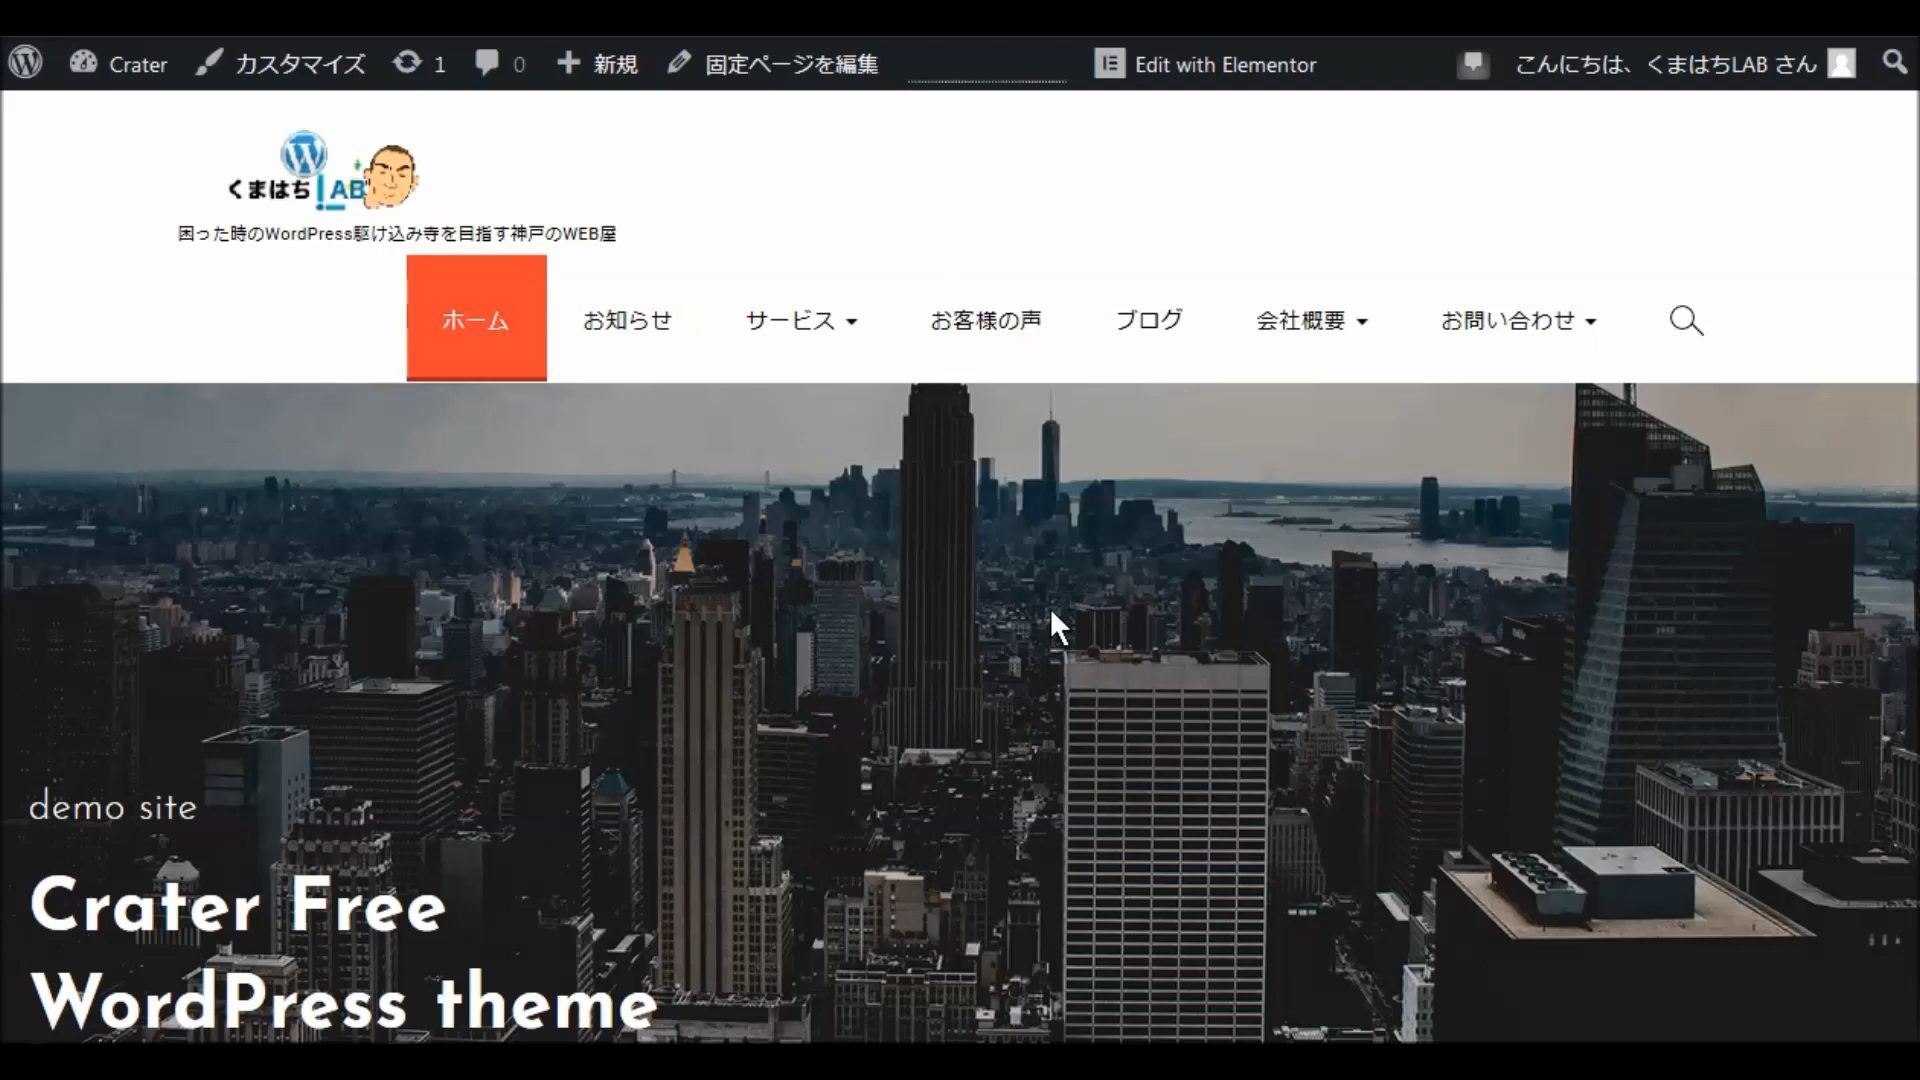 Crater カスタマイズ 1 0 新規 固定ページを編集 Edit with Elementor こんにちは、くまはちLAB さん
くまはちLAB
困った時のWordPress駆け込み寺を目指す神戸のWEB屋
ホーム お知らせ サービス お客様の声 ブログ 会社概要 お問い合わせ
demo site
Crater Free
WordPress theme